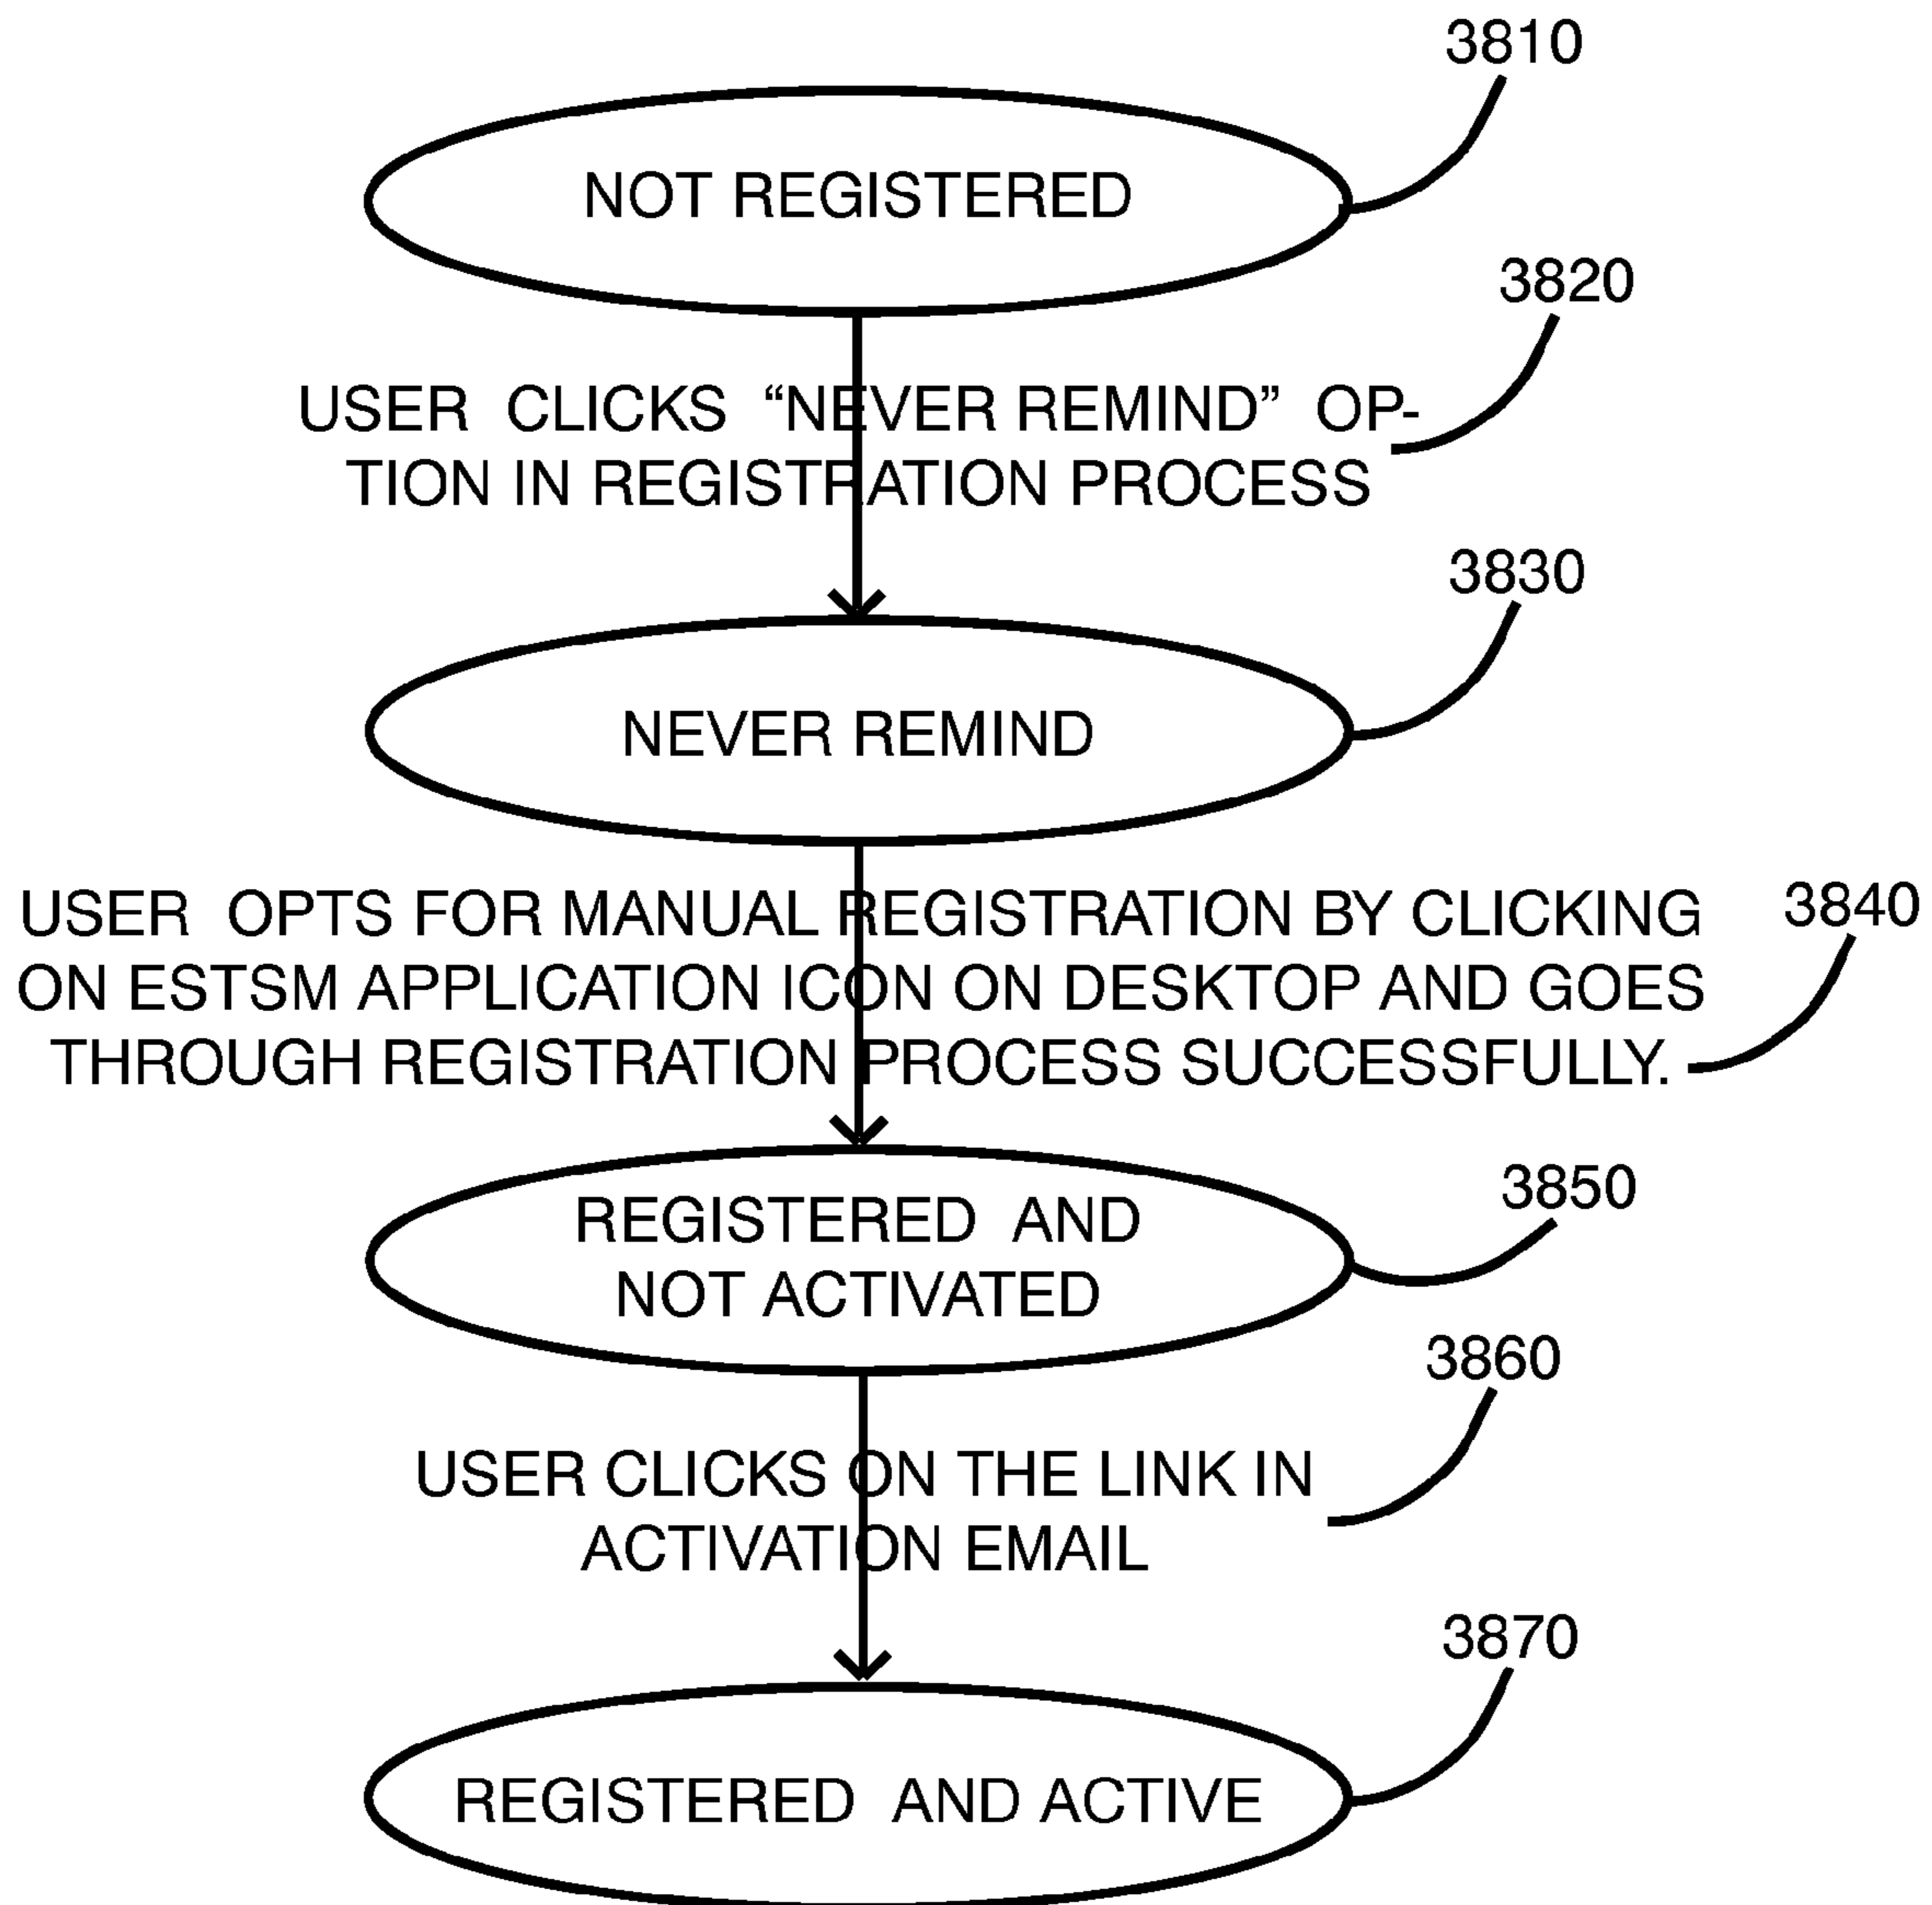 3810
NOT REGISTERED
3820
USER CLICKS “NEVER REMIND” OP-
TION IN REGISTRATION PROCESS
3830
NEVER REMIND
3840
USER OPTS FOR MANUAL REGISTRATION BY CLICKING
ON ESTSM APPLICATION ICON ON DESKTOP AND GOES
THROUGH REGISTRATION PROCESS SUCCESSFULLY.
3850
REGISTERED AND
NOT ACTIVATED
3860
USER CLICKS ON THE LINK IN
ACTIVATION EMAIL
3870
REGISTERED AND ACTIVE